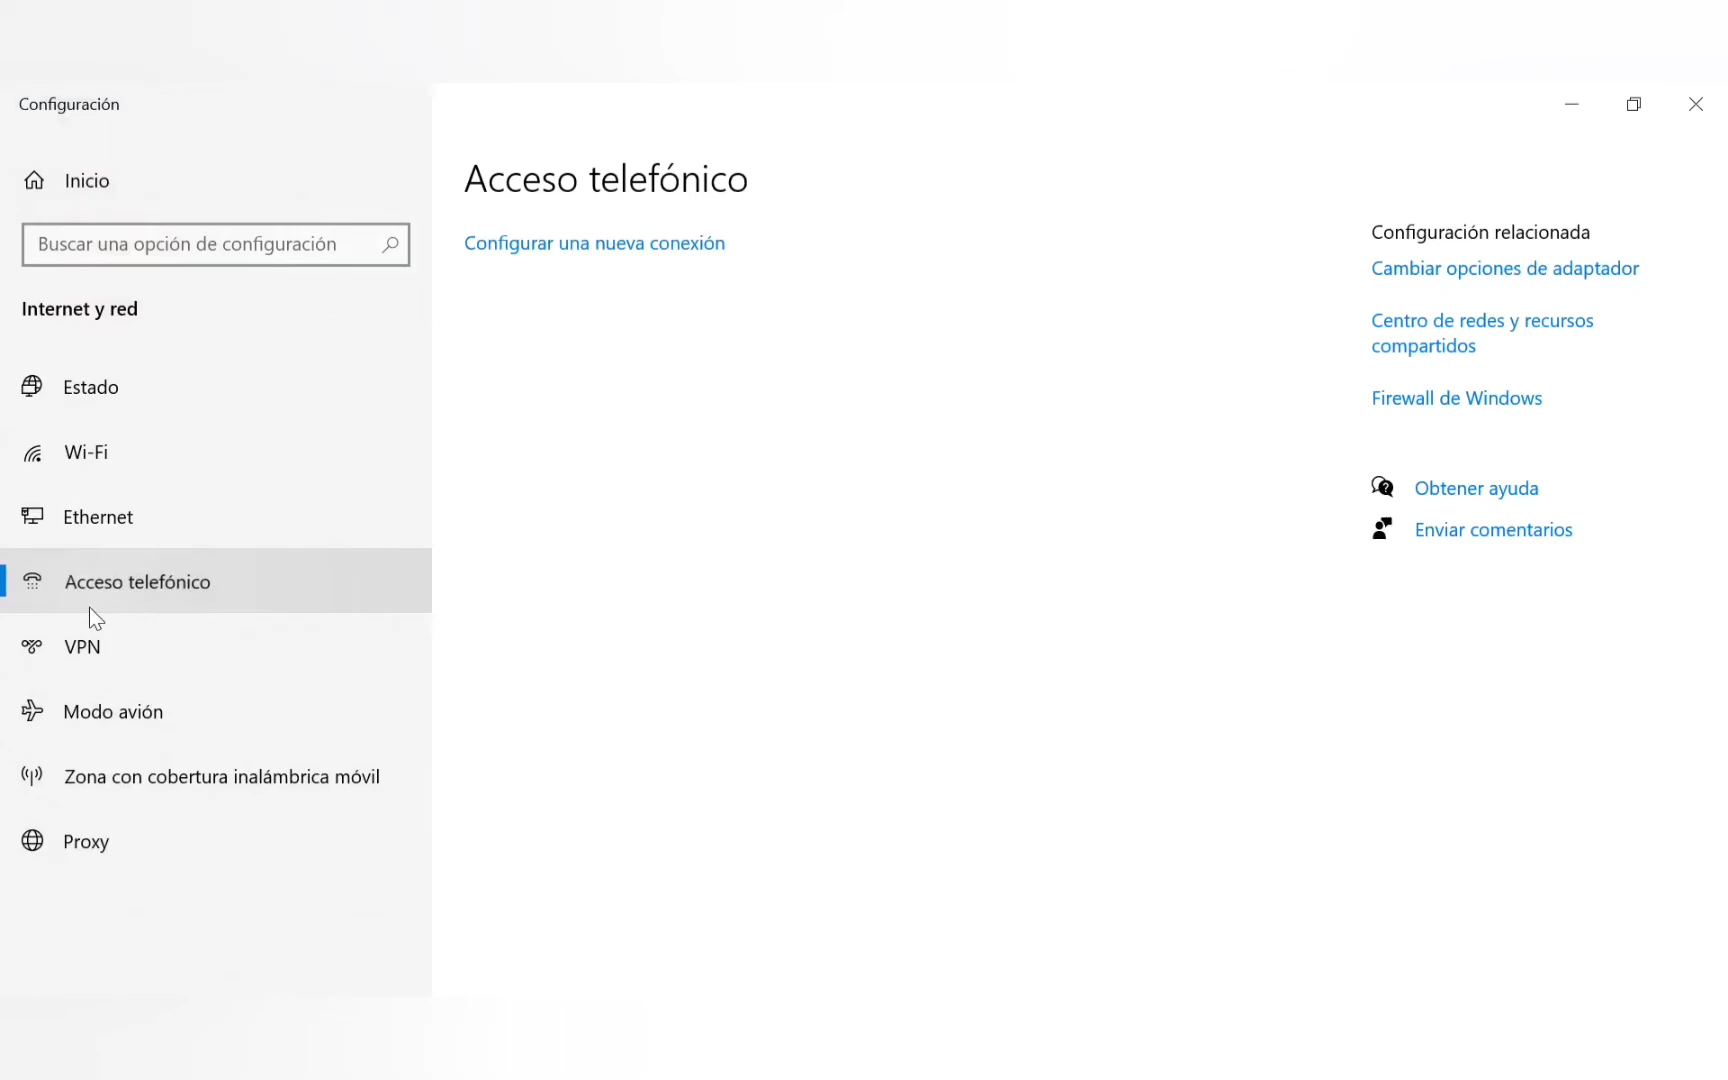 Configuración
Inicio
Buscar una opción de configuración
Internet y red
Estado
Wi-Fi
Ethernet
Acceso telefónico
VPN
Modo avión
Zona con cobertura inalámbrica móvil
Proxy
Acceso telefónico
Configurar una nueva conexión
Configuración relacionada
Cambiar opciones de adaptador
Centro de redes y recursos
compartidos
Firewall de Windows
Obtener ayuda
Enviar comentarios